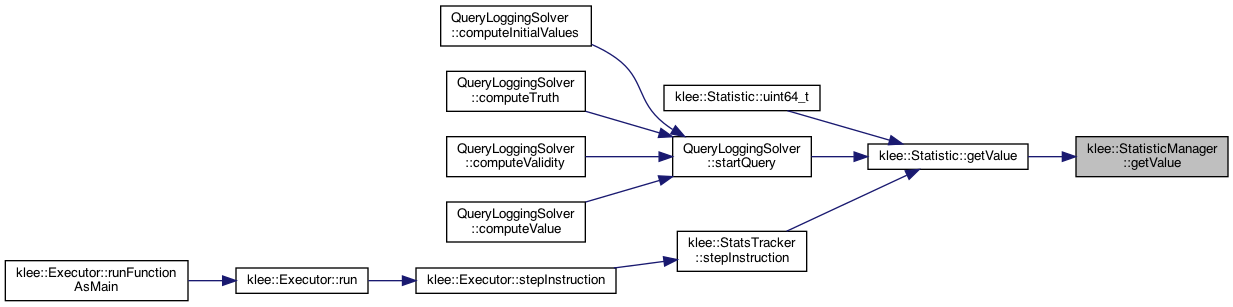 QueryLoggingSolver
::computeInitialValues
QueryLoggingSolver
::computeTruth
klee::Statistic::uint64_t
QueryLoggingSolver
::computeValidity
QueryLoggingSolver
::startQuery
klee::Statistic::getValue
klee::StatisticManager
::getValue
QueryLoggingSolver
::computeValue
klee::StatsTracker
::stepInstruction
klee::Executor::runFunction
AsMain
klee::Executor::run
klee::Executor::stepInstruction